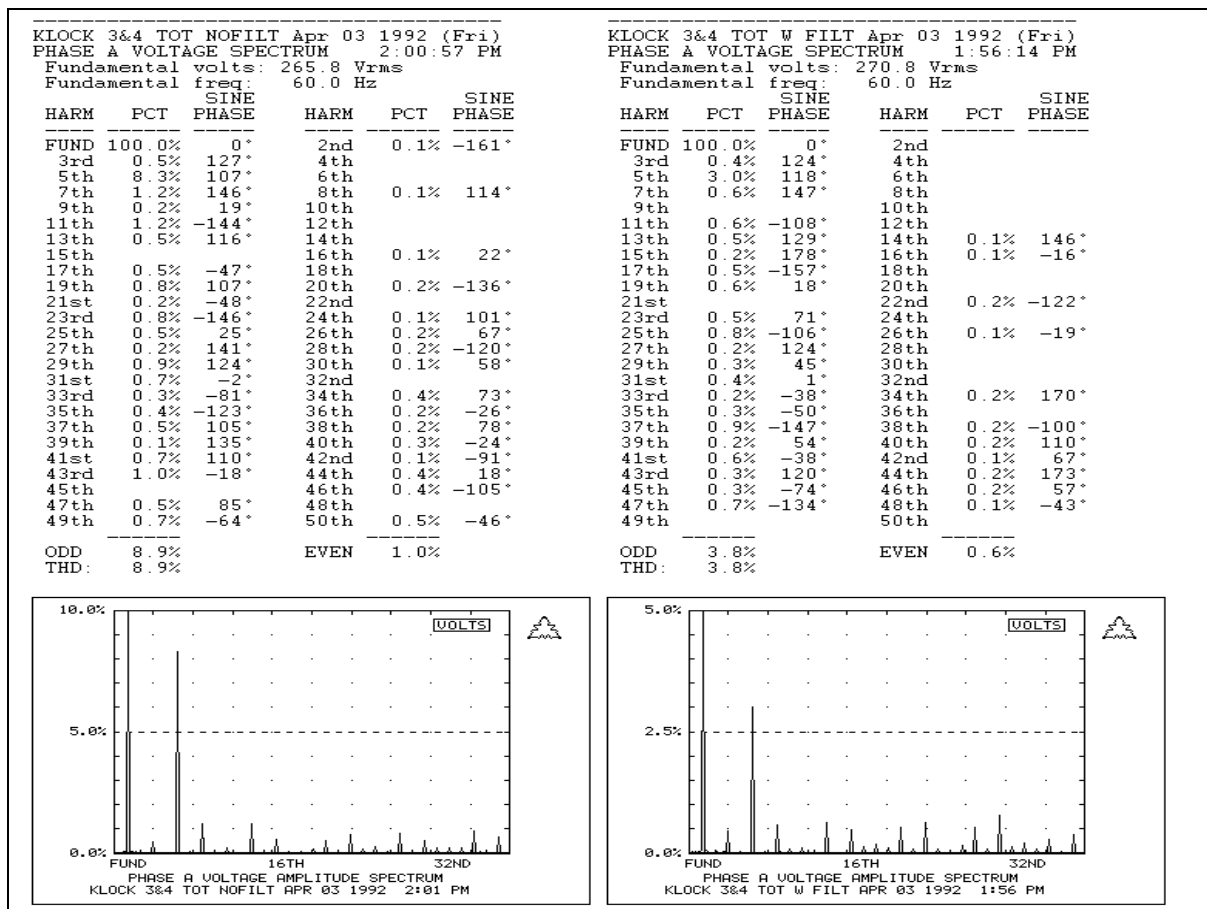 KLOCK 3&4 TOT NOFILT Apr 03 1992 (Fri)
PHASE A VOLTAGE SPECTRUM 2:00:57 PM
Fundamental volts: 265.8 Vrms
Fundamental freq: 60.0 Hz
SINE SINE
HARM PCT PHASE HARM PCT PHASE
FUND 100.0% 0° 2nd 0.1% -161°
3rd 0.5% 127° 4th
5th 8.3% 107° 6th
7th 1.2% 146° 8th 0.1% 114°
9th 0.2% 19° 10th
11th 1.2% -144° 12th
13th 0.5% 116° 14th
15th 16th 0.1% 22°
17th 0.5% -47° 18th
19th 0.8% 107° 20th 0.2% -136°
21st 0.2% -48° 22nd
23rd 0.8% -146° 24th 0.1% 101°
25th 0.5% 25° 26th 0.2% 67°
27th 0.2% 141° 28th 0.2% -120°
29th 0.9% 124° 30th 0.1% 58°
31st 0.7% -2° 32nd
33rd 0.3% -81° 34th 0.4% 73°
35th 0.4% -123° 36th 0.2% -26°
37th 0.5% 105° 38th 0.2% 78°
39th 0.1% 135° 40th 0.3% -24°
41st 0.7% 110° 42nd 0.1% -91°
43rd 1.0% -18° 44th 0.4% 18°
45th 46th 0.4% -105°
47th 0.5% 85° 48th
49th 0.7% -64° 50th 0.5% -46°
ODD 8.9% EVEN 1.0%
THD: 8.9%
KLOCK 3&4 TOT W FILT Apr 03 1992 (Fri)
PHASE A VOLTAGE SPECTRUM 1:56:14 PM
Fundamental volts: 270.8 Vrms
Fundamental freq: 60.0 Hz
SINE SINE
HARM PCT PHASE HARM PCT PHASE
FUND 100.0% 0° 2nd
3rd 0.4% 124° 4th
5th 3.0% 118° 6th
7th 0.6% 147° 8th
9th 10th
11th 0.6% -108° 12th
13th 0.5% 129° 14th 0.1% 146°
15th 0.2% 178° 16th 0.1% -16°
17th 0.5% -157° 18th
19th 0.6% 18° 20th
21st 22nd 0.2% -122°
23rd 0.5% 71° 24th
25th 0.8% -106° 26th 0.1% -19°
27th 0.2% 124° 28th
29th 0.3% 45° 30th
31st 0.4% 1° 32nd
33rd 0.2% -38° 34th 0.2% 170°
35th 0.3% -50° 36th
37th 0.9% -147° 38th 0.2% -100°
39th 0.2% 54° 40th 0.2% 110°
41st 0.6% -38° 42nd 0.1% 67°
43rd 0.3% 120° 44th 0.2% 173°
45th 0.3% -74° 46th 0.2% 57°
47th 0.7% -134° 48th 0.1% -43°
49th 50th
ODD 3.8% EVEN 0.6%
THD: 3.8%
10.0%
VOLTS
5.0%
0.0%
FUND 16TH 32ND
PHASE A VOLTAGE AMPLITUDE SPECTRUM
KLOCK 3&4 TOT NOFILT APR 03 1992 2:01 PM
5.0%
VOLTS
2.5%
0.0%
FUND 16TH 32ND
PHASE A VOLTAGE AMPLITUDE SPECTRUM
KLOCK 3&4 TOT W FILT APR 03 1992 1:56 PM